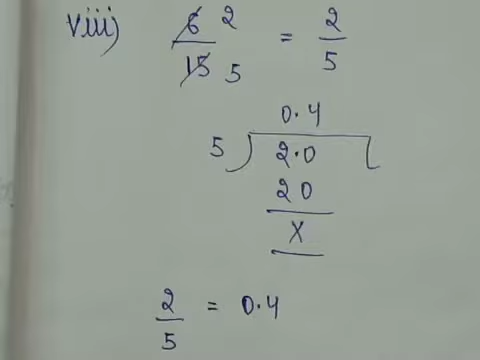 viii) 6/15 2/5 = 2/5
0.4
5 ) 2.0 (
20
x
2/5 = 0.4